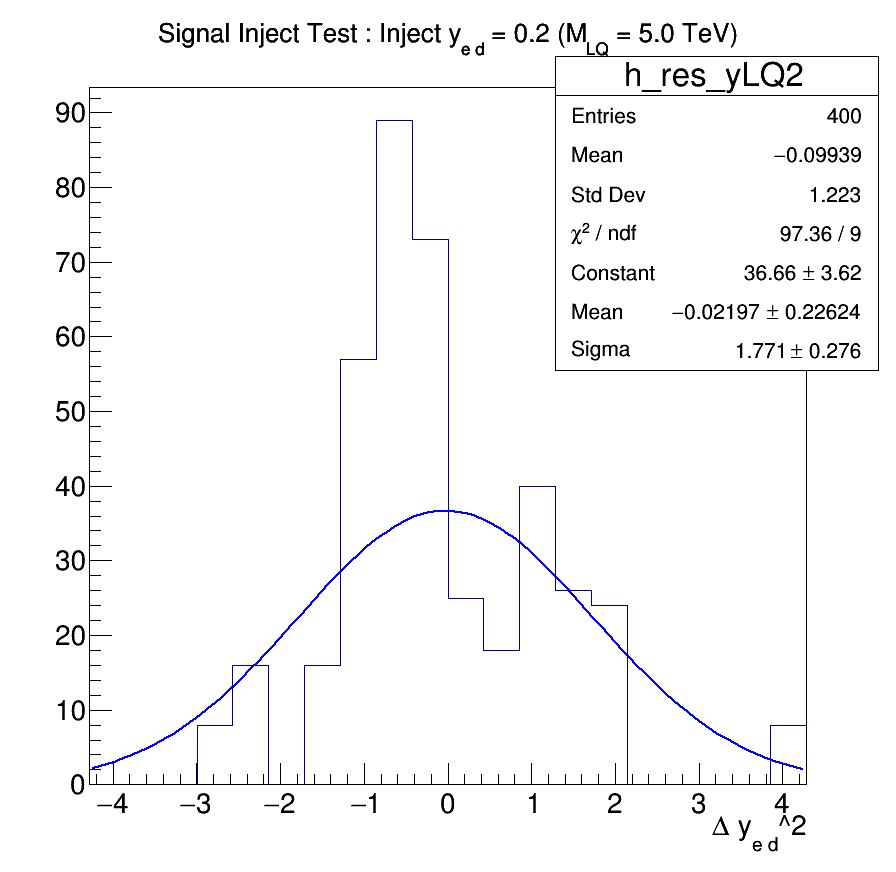 Signal Inject Test : Inject y_{e d} = 0.2 (M_{LQ} = 5.0 TeV)
h_res_yLQ2
Entries 400
Mean −0.09939
Std Dev 1.223
χ² / ndf 97.36 / 9
Constant 36.66 ± 3.62
Mean −0.02197 ± 0.22624
Sigma 1.771 ± 0.276
90
80
70
60
50
40
30
20
10
0
−4 −3 −2 −1 0 1 2 3 4
Δ y_{e d}^2